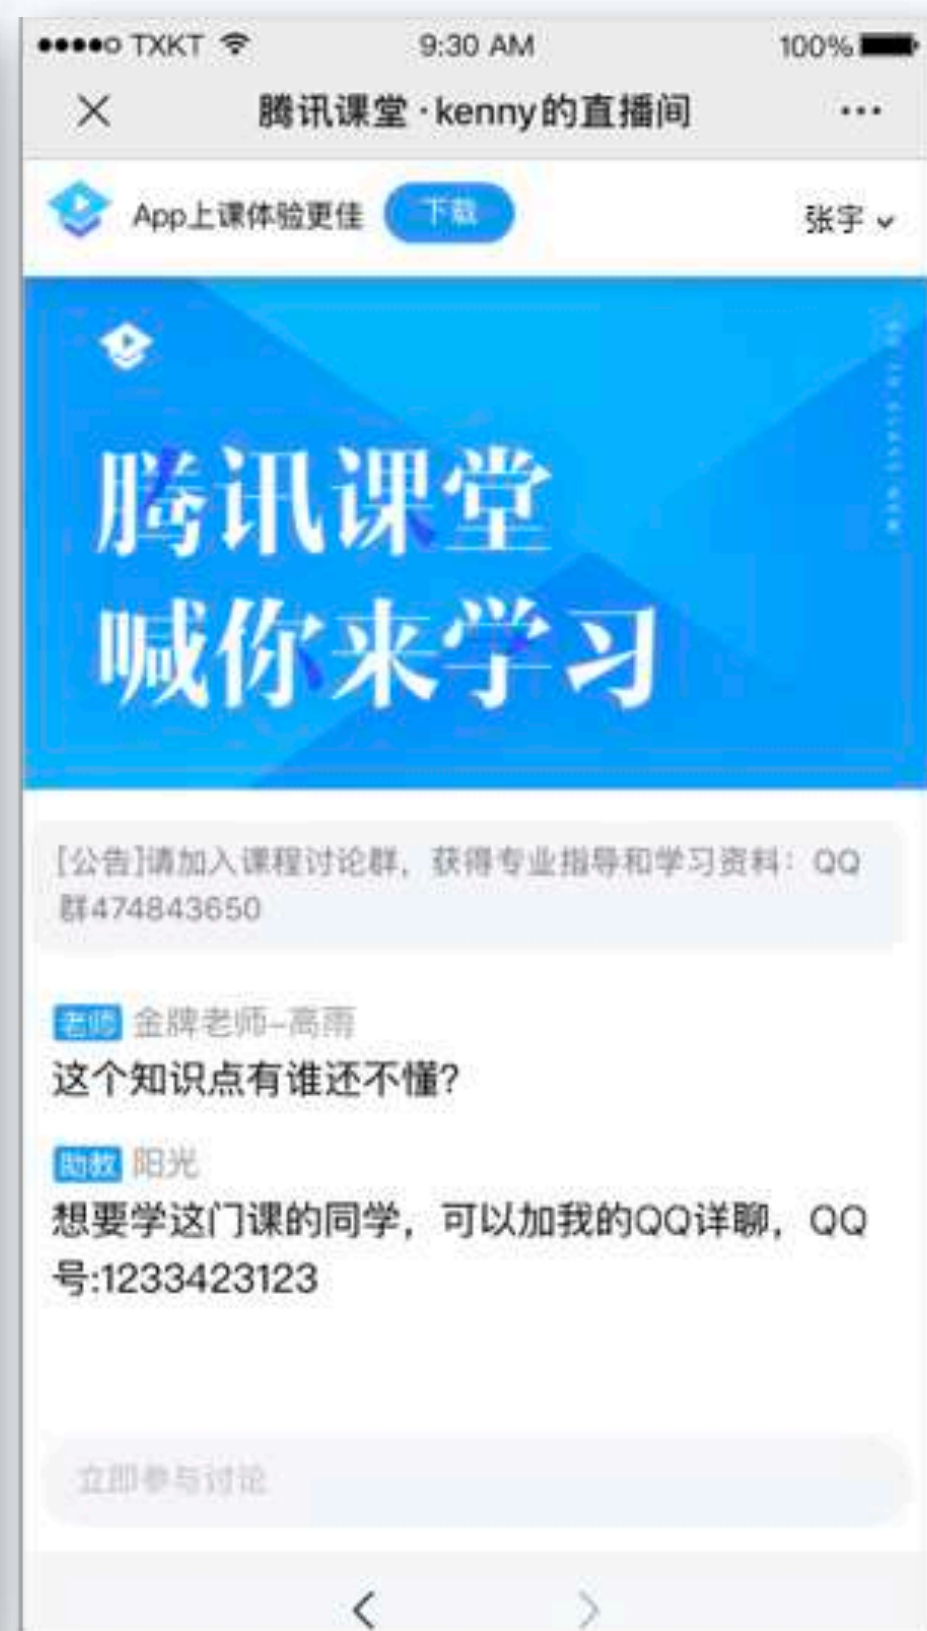 TXKT 9:30 AM 100%
腾讯课堂·kenny的直播间 ···
App上课体验更佳 下载 张宇
腾讯课堂
喊你来学习
[公告]请加入课程讨论群，获得专业指导和学习资料：QQ
群474843650
老师 金牌老师-高雨
这个知识点有谁还不懂?
助教 阳光
想要学这门课的同学，可以加我的QQ详聊，QQ
号:1233423123
立即参与讨论